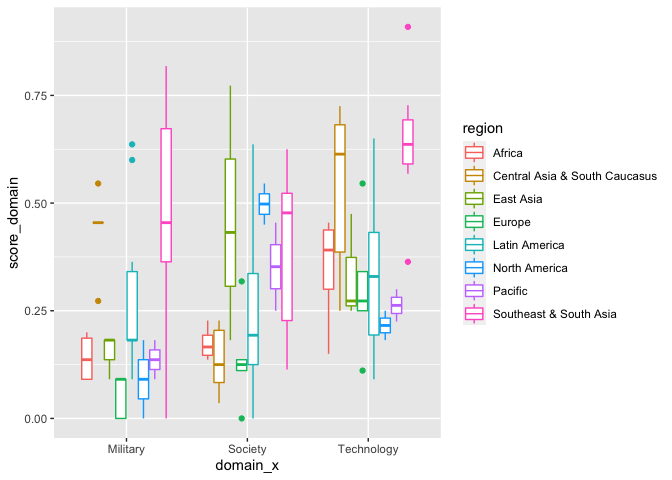 score_domain
0.75
0.50
0.25
0.00
Military
Society
Technology
domain_x
region
Africa
Central Asia & South Caucasus
East Asia
Europe
Latin America
North America
Pacific
Southeast & South Asia